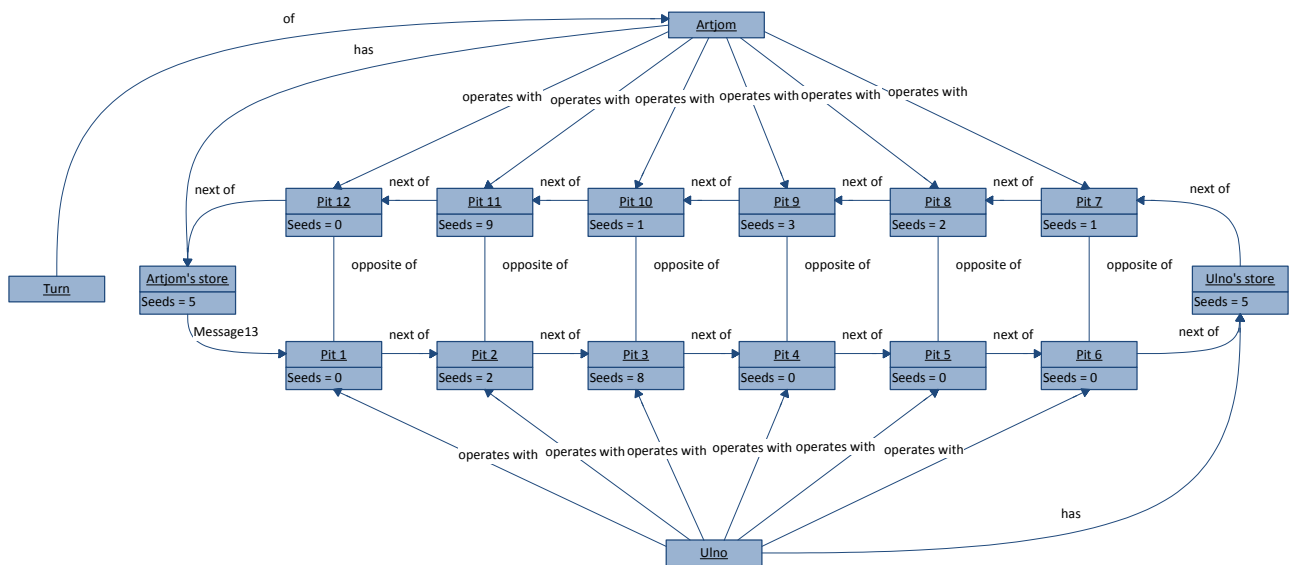 of
Artjom
has
operates with
operates with
operates with
operates with
operates with
operates with
next of
next of
next of
next of
next of
next of
next of
Pit 12
Pit 11
Pit 10
Pit 9
Pit 8
Pit 7
Seeds = 0
Seeds = 9
Seeds = 1
Seeds = 3
Seeds = 2
Seeds = 1
opposite of
opposite of
opposite of
opposite of
opposite of
opposite of
Turn
Artjom's store
Seeds = 5
Ulno's store
Seeds = 5
Message13
next of
next of
next of
next of
next of
next of
Pit 1
Pit 2
Pit 3
Pit 4
Pit 5
Pit 6
Seeds = 0
Seeds = 2
Seeds = 8
Seeds = 0
Seeds = 0
Seeds = 0
operates with
operates with
operates with
operates with
operates with
operates with
has
Ulno